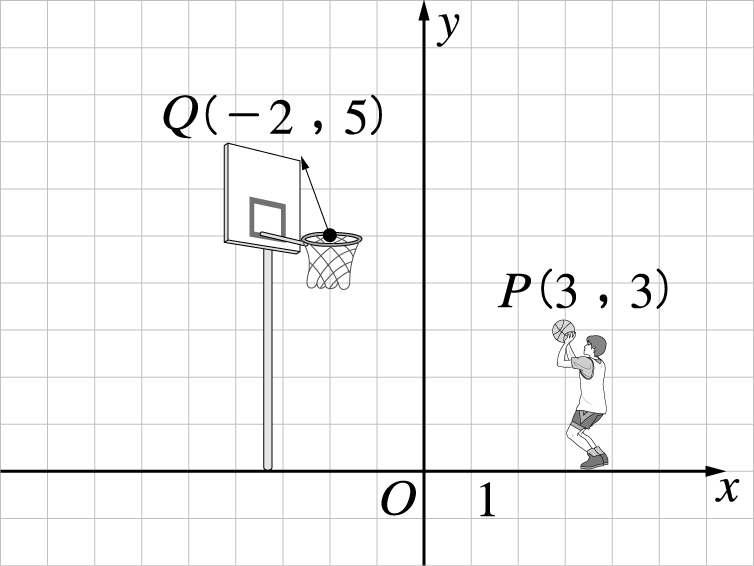 y
Q(−2 , 5)
P(3 , 3)
O 1 x